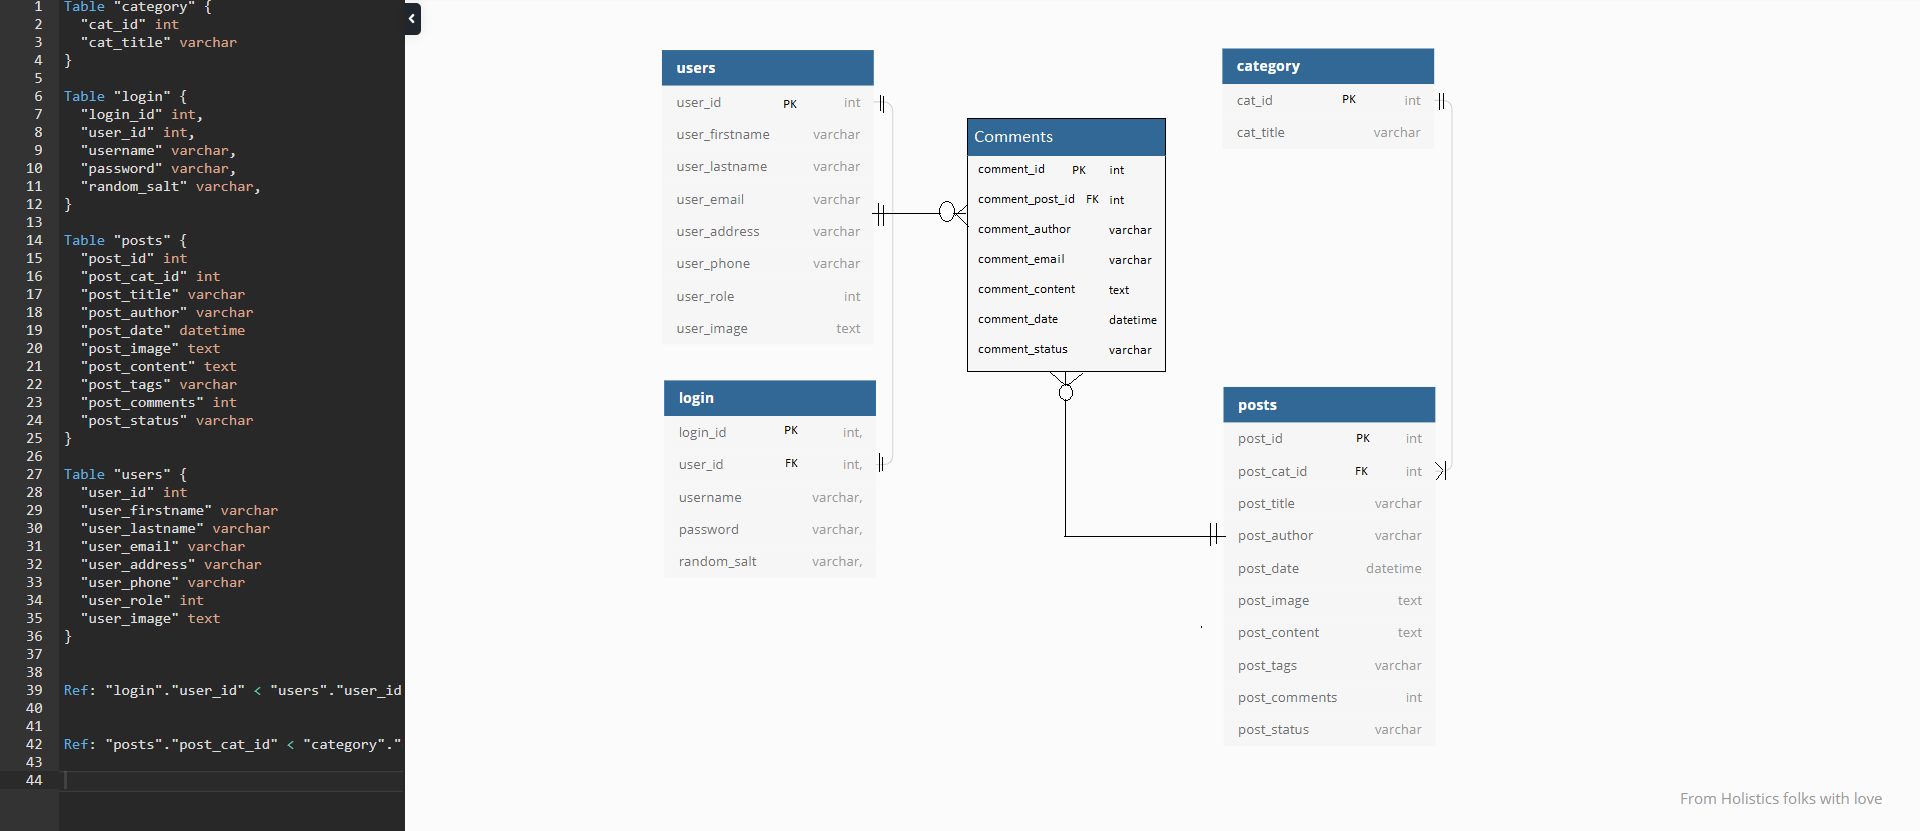 1 Table "category" {
2 "cat_id" int
3 "cat_title" varchar
4 }
5
6 Table "login" {
7 "login_id" int,
8 "user_id" int,
9 "username" varchar,
10 "password" varchar,
11 "random_salt" varchar,
12 }
13
14 Table "posts" {
15 "post_id" int
16 "post_cat_id" int
17 "post_title" varchar
18 "post_author" varchar
19 "post_date" datetime
20 "post_image" text
21 "post_content" text
22 "post_tags" varchar
23 "post_comments" int
24 "post_status" varchar
25 }
26
27 Table "users" {
28 "user_id" int
29 "user_firstname" varchar
30 "user_lastname" varchar
31 "user_email" varchar
32 "user_address" varchar
33 "user_phone" varchar
34 "user_role" int
35 "user_image" text
36 }
37
38
39 Ref: "login"."user_id" < "users"."user_id
40
41
42 Ref: "posts"."post_cat_id" < "category"."
43
44
users
user_id PK int
user_firstname varchar
user_lastname varchar
user_email varchar
user_address varchar
user_phone varchar
user_role int
user_image text
login
login_id PK int,
user_id FK int,
username varchar,
password varchar,
random_salt varchar,
Comments
comment_id PK int
comment_post_id FK int
comment_author varchar
comment_email varchar
comment_content text
comment_date datetime
comment_status varchar
category
cat_id PK int
cat_title varchar
posts
post_id PK int
post_cat_id FK int
post_title varchar
post_author varchar
post_date datetime
post_image text
post_content text
post_tags varchar
post_comments int
post_status varchar
From Holistics folks with love